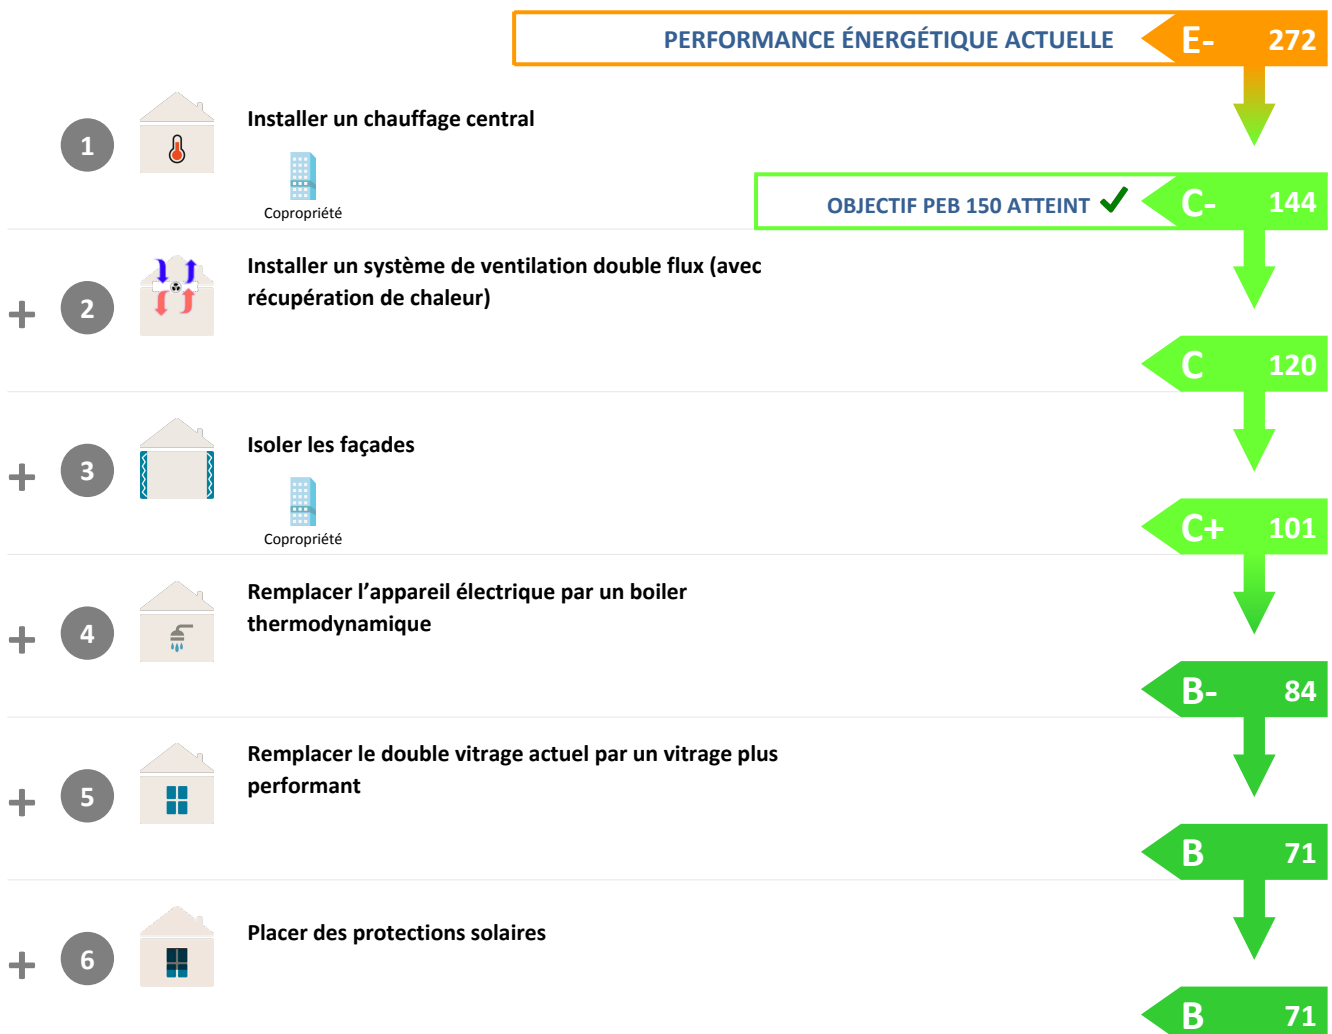 PERFORMANCE ÉNERGÉTIQUE ACTUELLE
E- 272
1
Installer un chauffage central
Copropriété
OBJECTIF PEB 150 ATTEINT ✔
C- 144
+ 2
Installer un système de ventilation double flux (avec
récupération de chaleur)
C 120
+ 3
Isoler les façades
Copropriété
C+ 101
+ 4
Remplacer l’appareil électrique par un boiler
thermodynamique
B- 84
+ 5
Remplacer le double vitrage actuel par un vitrage plus
performant
B 71
+ 6
Placer des protections solaires
B 71